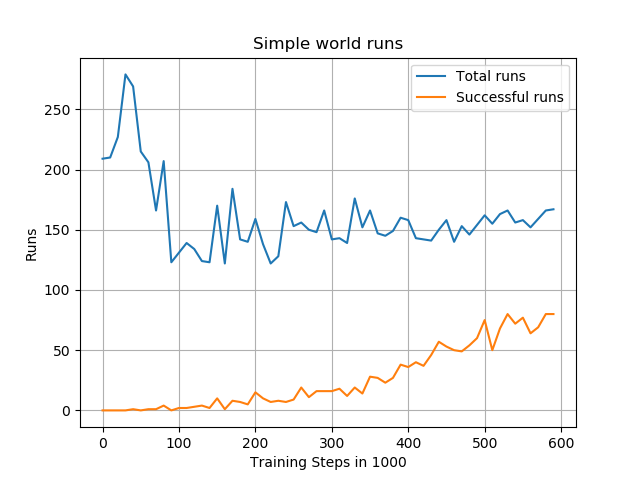 Simple world runs
Total runs
Successful runs
250
200
150
100
50
0
Runs
0 100 200 300 400 500 600
Training Steps in 1000